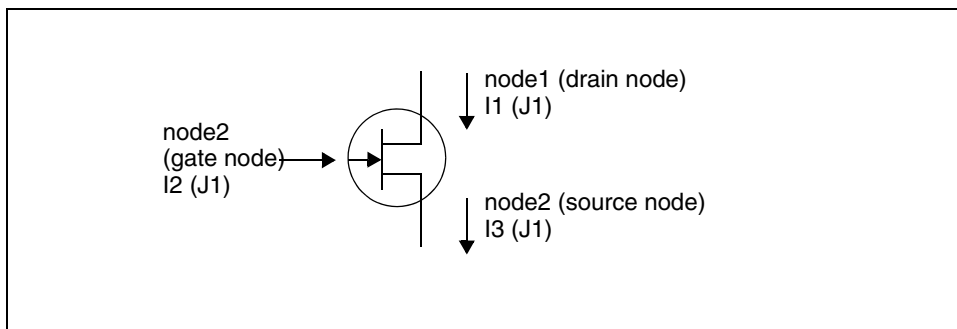 node1 (drain node)
I1 (J1)
node2
(gate node)
I2 (J1)
node2 (source node)
I3 (J1)